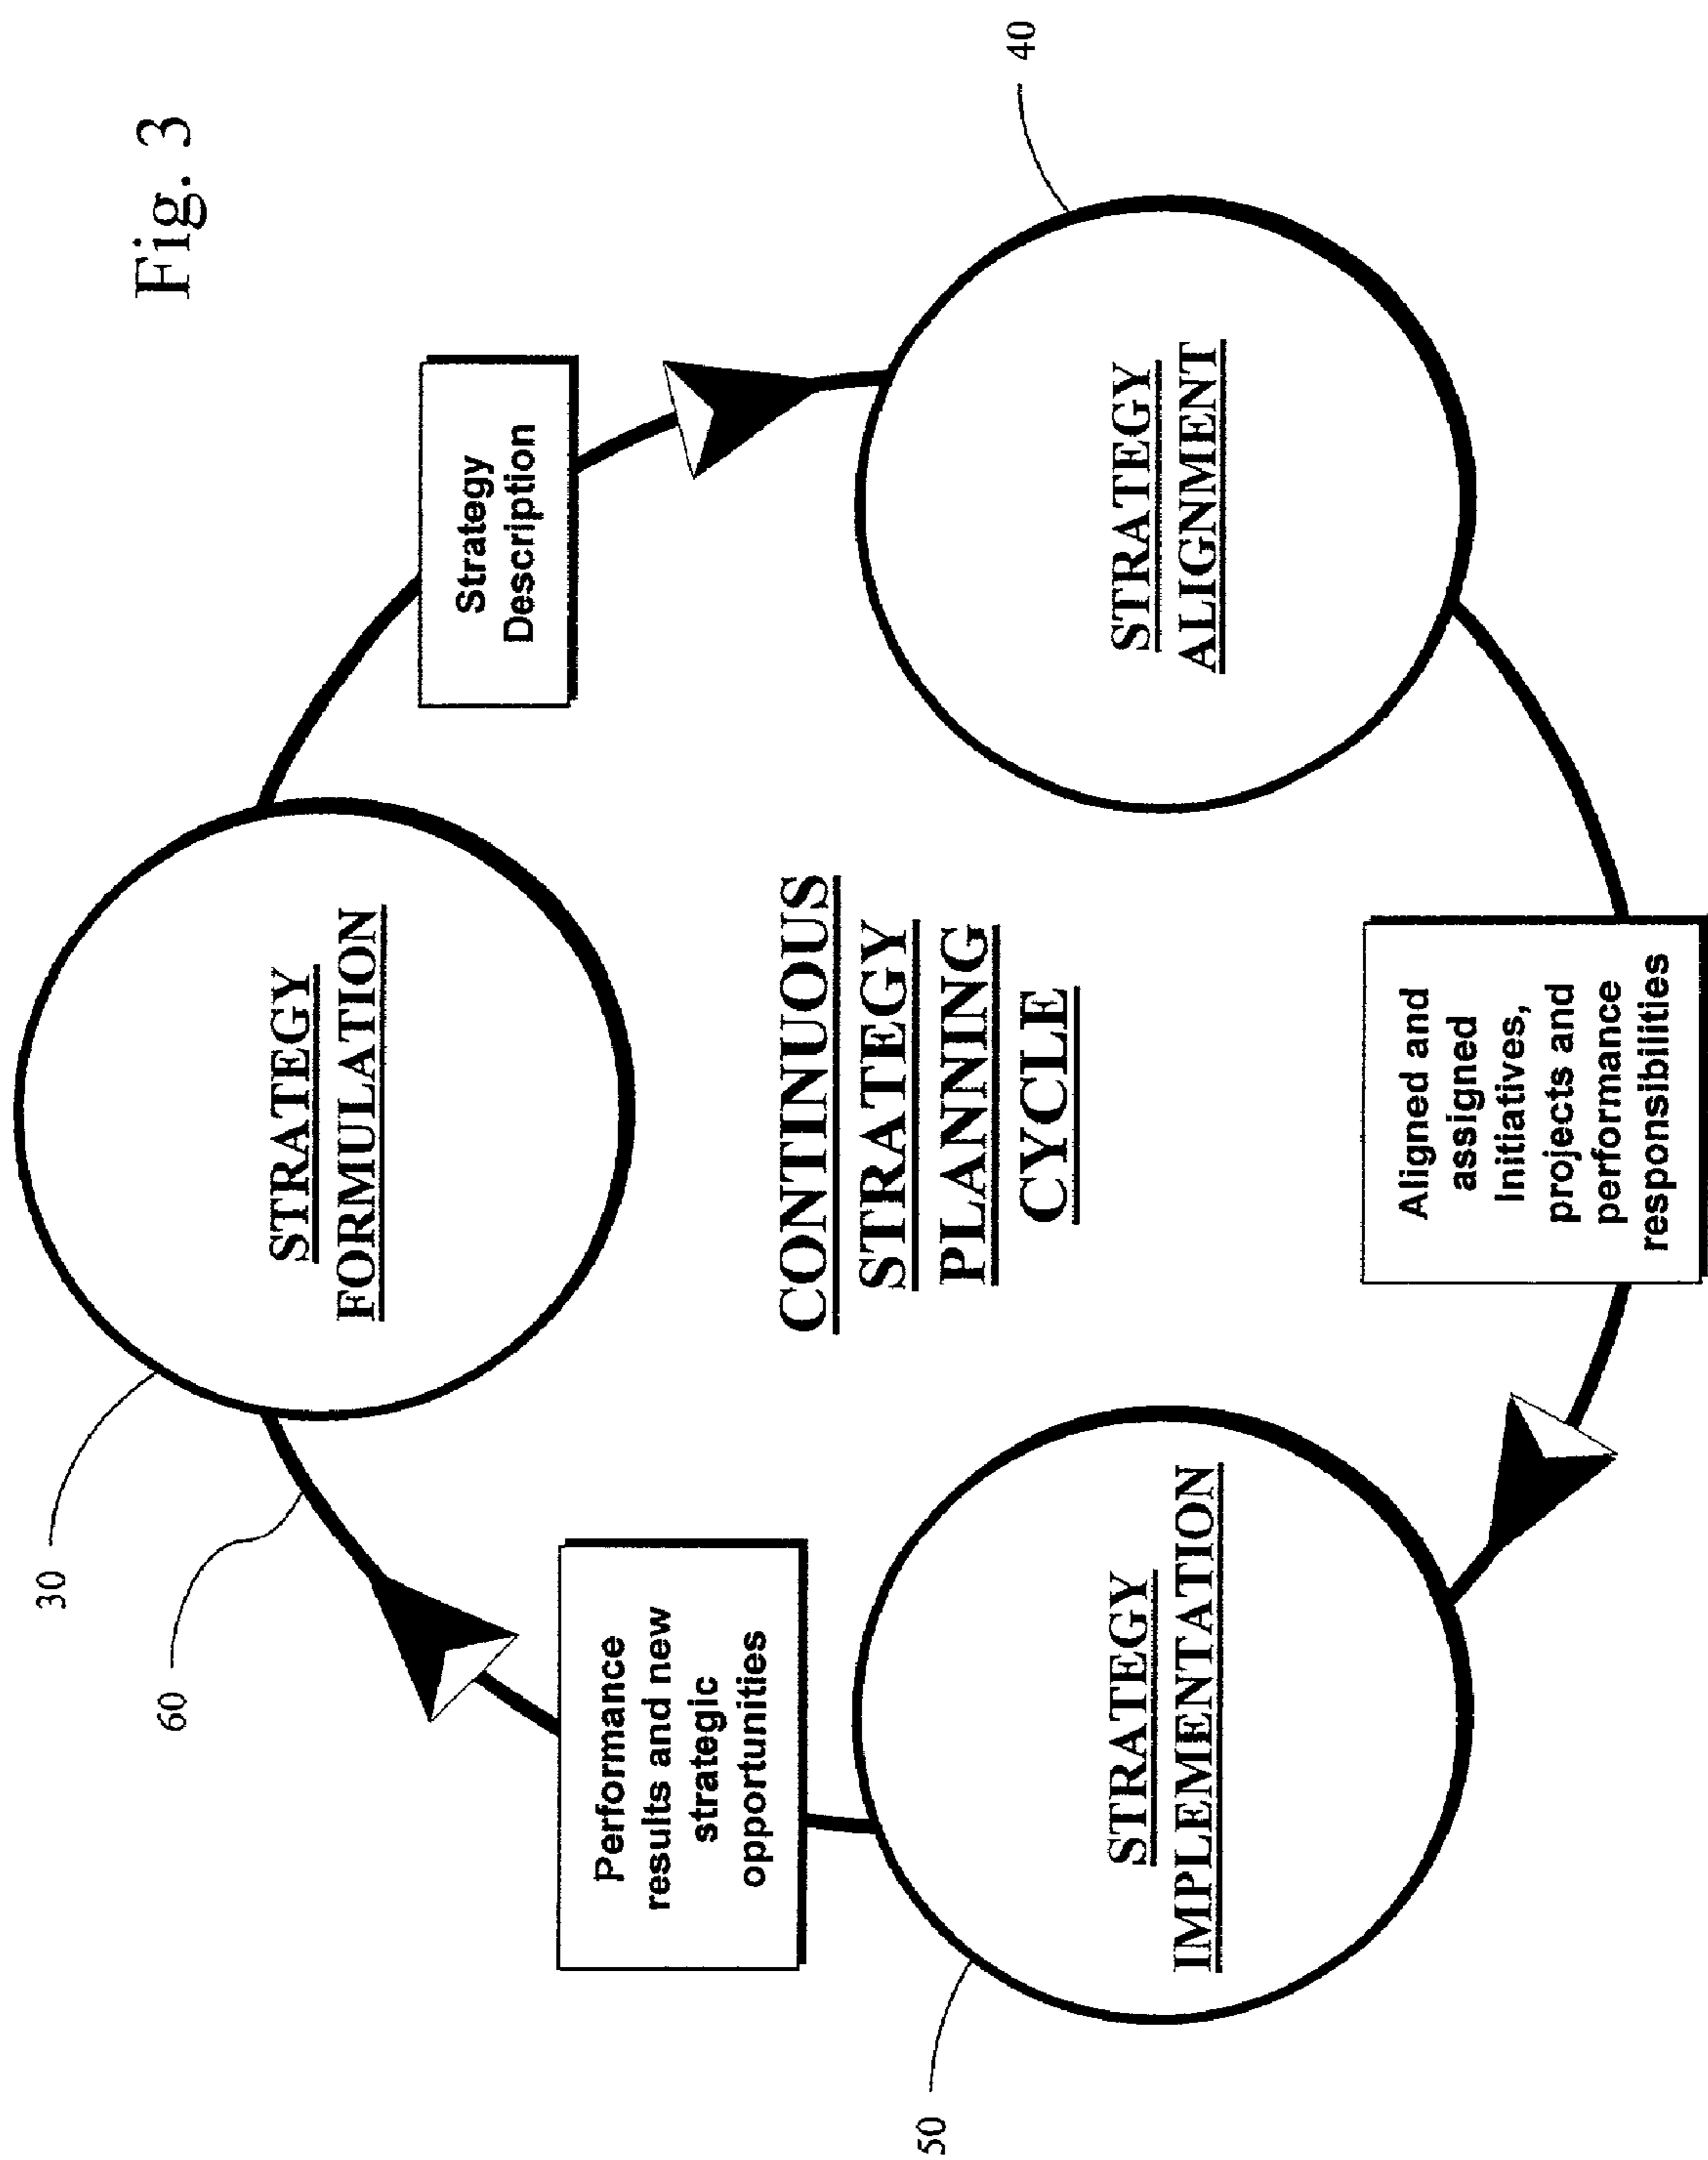 Fig. 3
30
STRATEGY
FORMULATION
60
Strategy
Description
Performance
results and new
strategic
opportunities
CONTINUOUS
STRATEGY
PLANNING
CYCLE
50
STRATEGY
IMPLEMENTATION
40
STRATEGY
ALIGNMENT
Aligned and
assigned
Initiatives,
projects and
performance
responsibilities